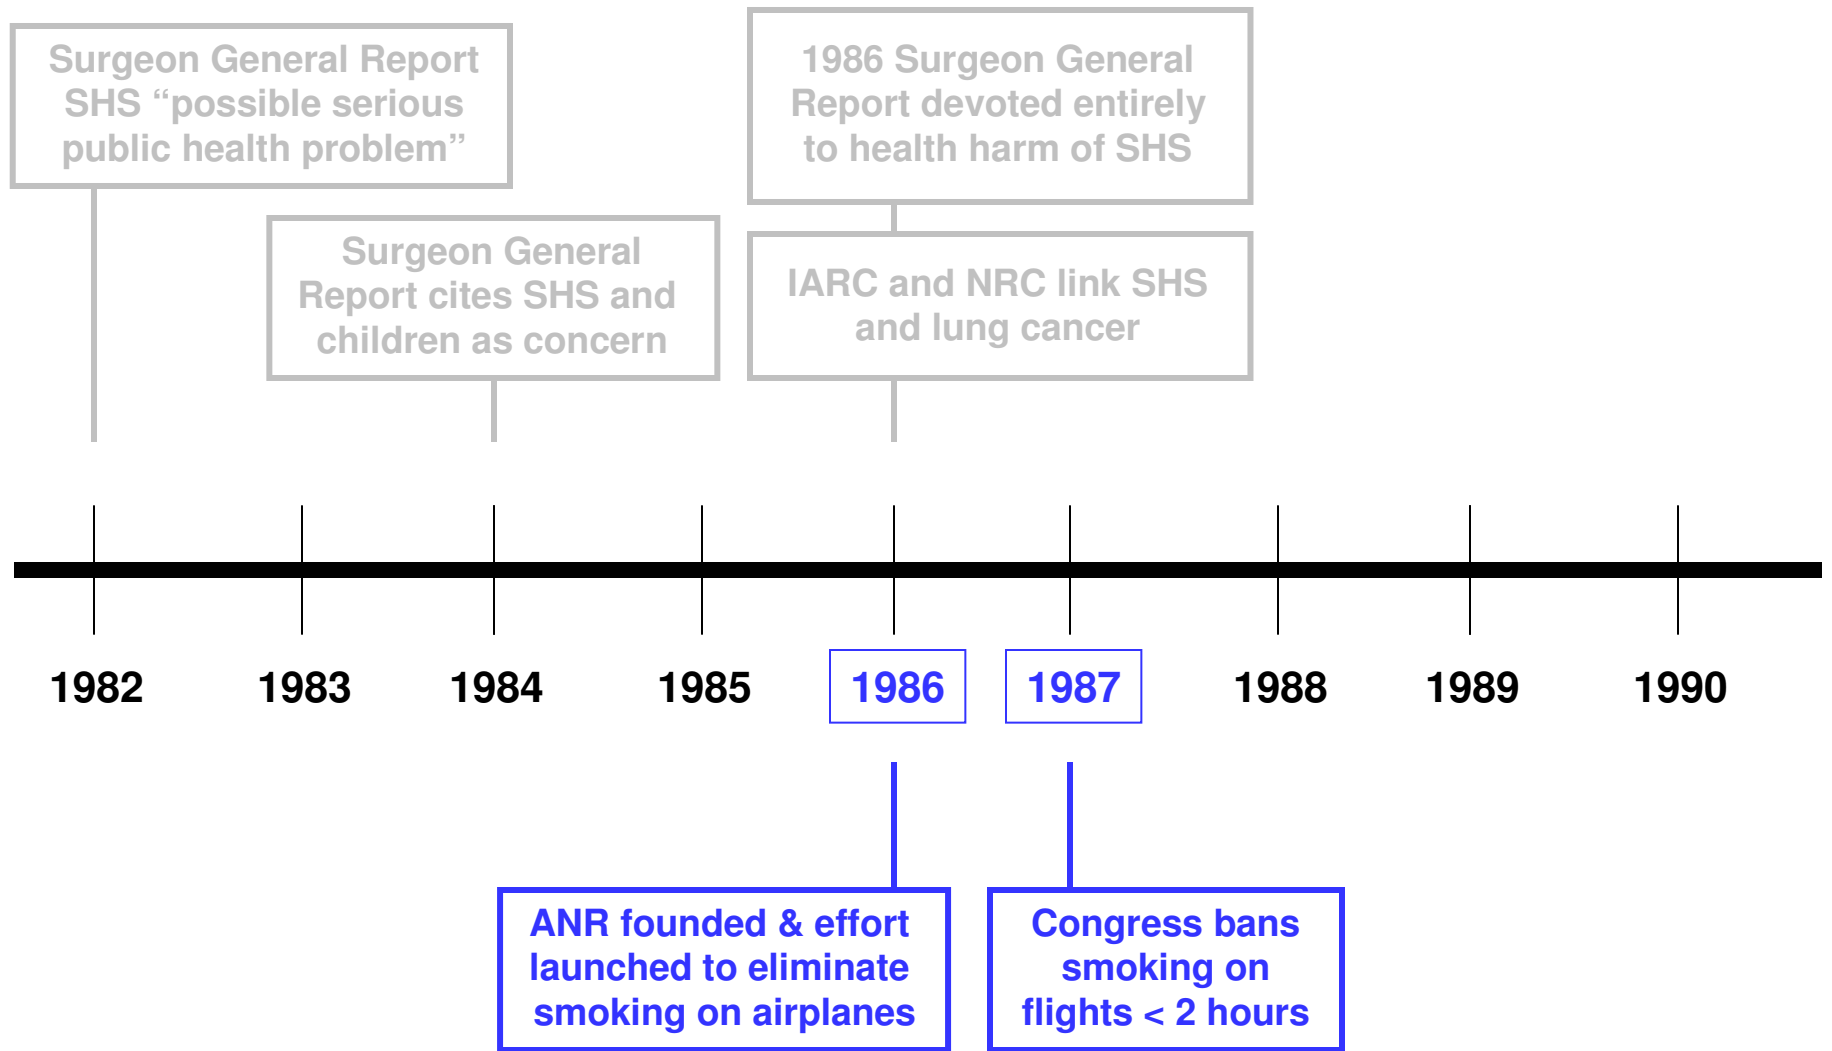 Surgeon General Report
SHS “possible serious
public health problem”
1986 Surgeon General
Report devoted entirely
to health harm of SHS
Surgeon General
Report cites SHS and
children as concern
IARC and NRC link SHS
and lung cancer
1982
1983
1984
1985
1986
1987
1988
1989
1990
ANR founded & effort
launched to eliminate
smoking on airplanes
Congress bans
smoking on
flights < 2 hours